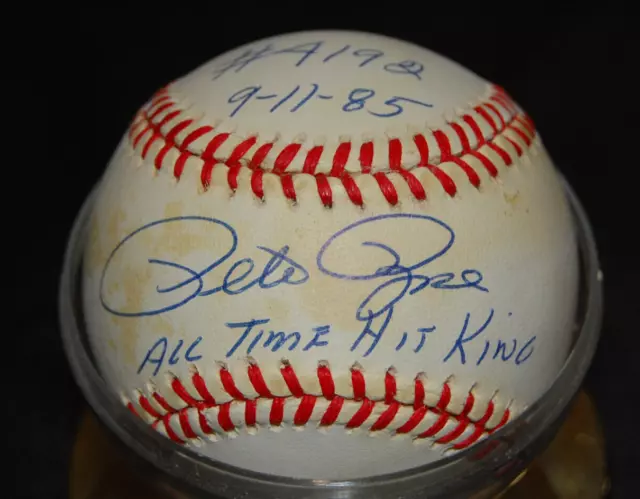 #4192
9-11-85
Pete Rose
ALL TIME HIT KING